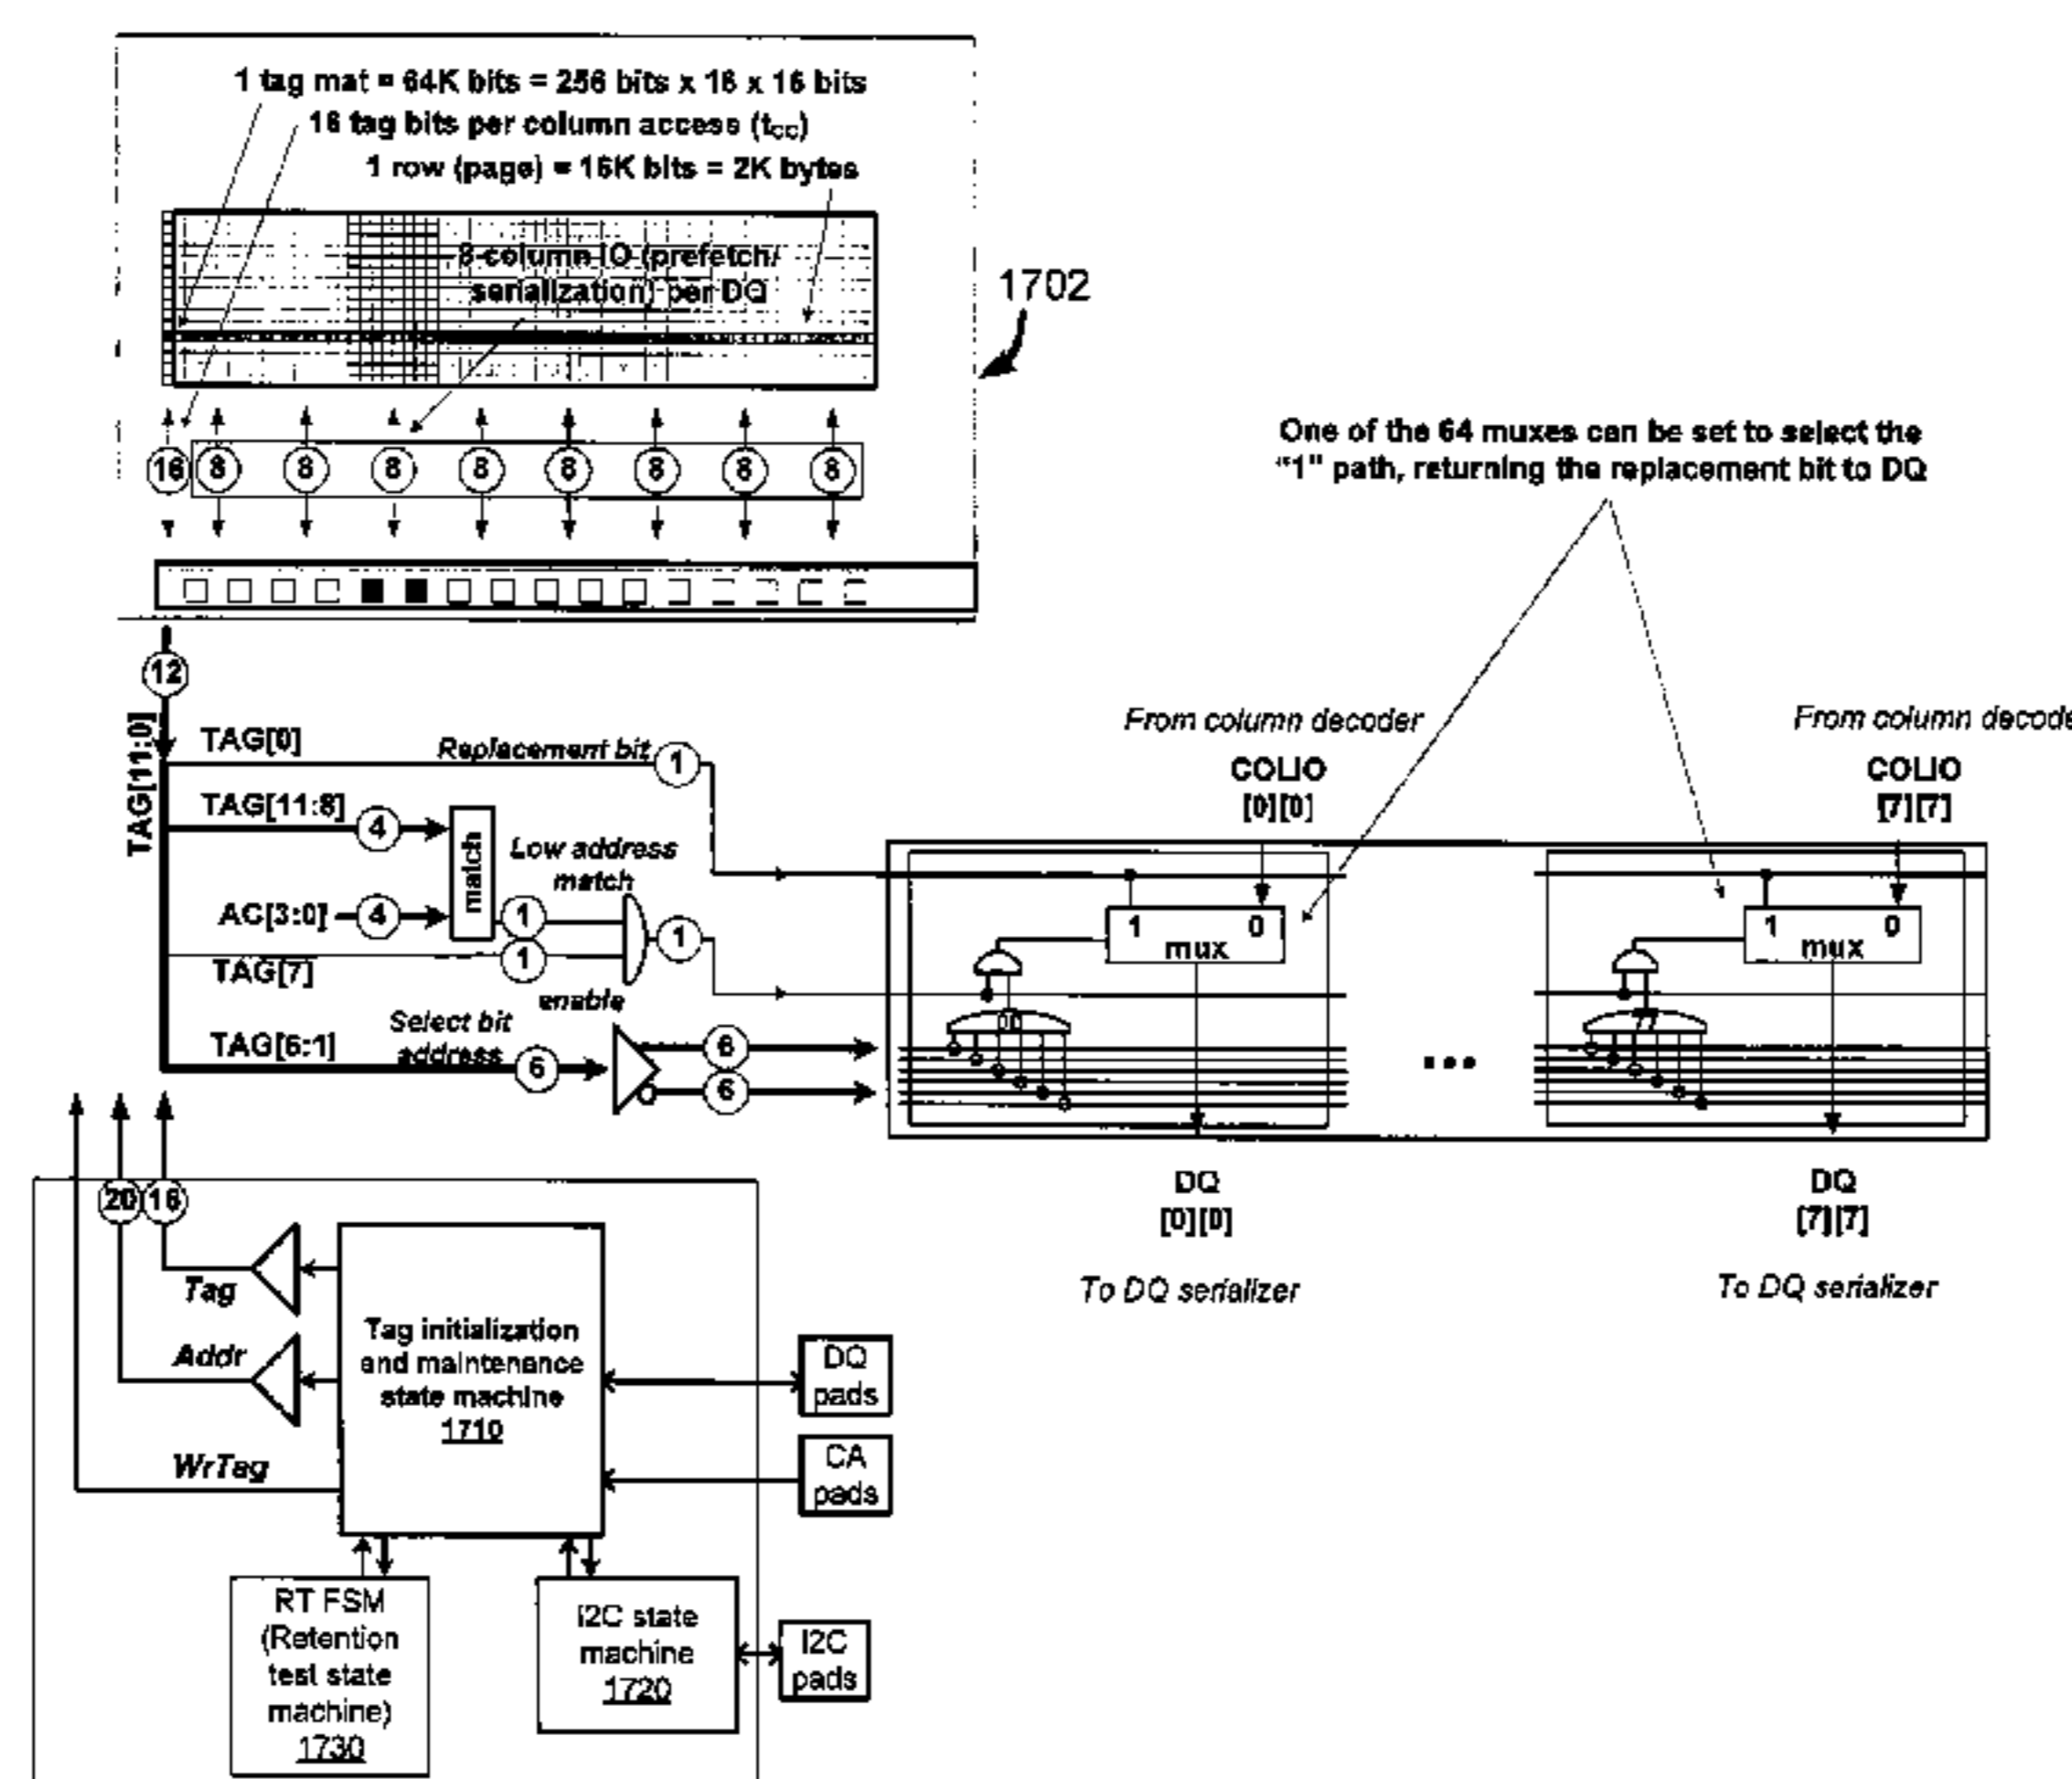 1 tag mat = 64K bits = 256 bits x 16 x 16 bits
16 tag bits per column access (tCC)
1 row (page) = 16K bits = 2K bytes
8-column IO (prefetch/
serialization) per DQ
1702
16 8 8 8 8 8 8 8 8
One of the 64 muxes can be set to select the
"1" path, returning the replacement bit to DQ
12
TAG[11:0]
TAG[0]
Replacement bit
1
TAG[11:8]
4
match
Low address
match
AC[3:0]
4
1
1
1
TAG[7]
enable
Select bit
address
TAG[6:1]
6
6
6
From column decoder
COLIO
[0][0]
1 0
mux
00
DQ
[0][0]
To DQ serializer
...
From column decode
COLIO
[7][7]
1 0
mux
77
DQ
[7][7]
To DQ serializer
20 16
Tag
Addr
WrTag
Tag initialization
and maintenance
state machine
1710
DQ
pads
CA
pads
RT FSM
(Retention
test state
machine)
1730
I2C state
machine
1720
I2C
pads